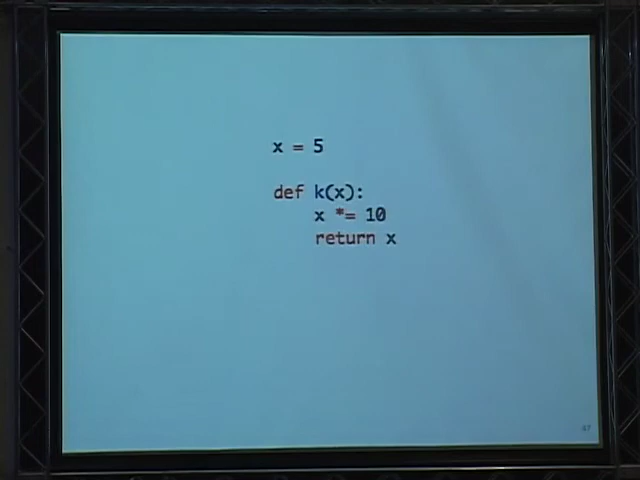 x = 5
def k(x):
x *= 10
return x